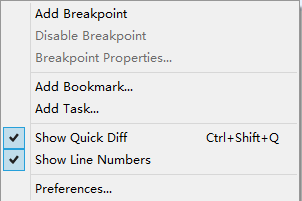 Add Breakpoint
Disable Breakpoint
Breakpoint Properties...
Add Bookmark...
Add Task...
Show Quick Diff Ctrl+Shift+Q
Show Line Numbers
Preferences...